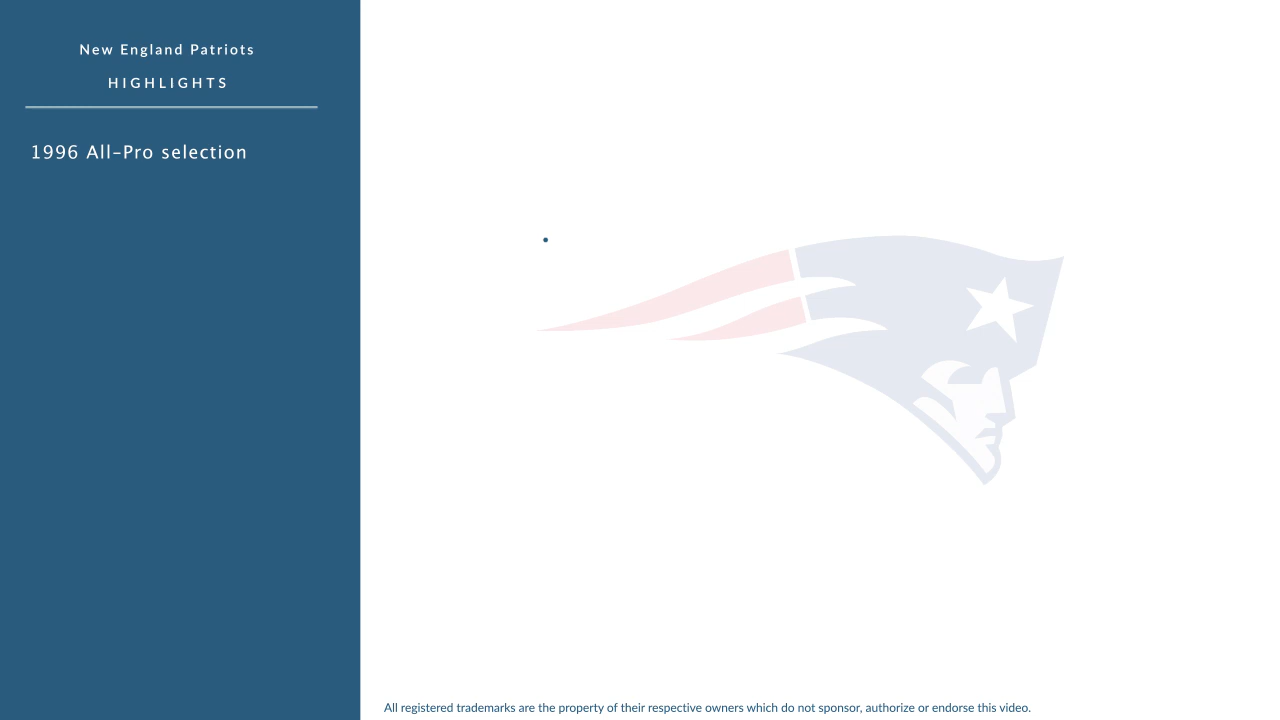 New England Patriots
HIGHLIGHTS
1996 All-Pro selection
All registered trademarks are the property of their respective owners which do not sponsor, authorize or endorse this video.